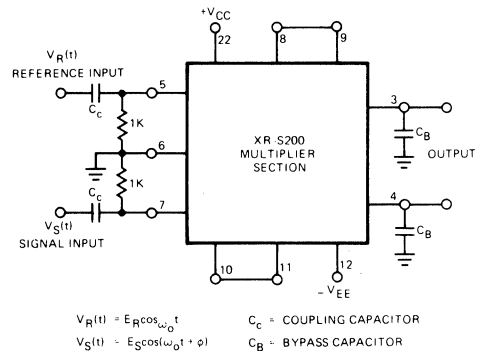 +VCC
22
8
9
VR(t)
REFERENCE INPUT
5
Cc
1K
3
CB
6
XR-S200
MULTIPLIER
SECTION
OUTPUT
1K
Cc
7
4
CB
VS(t)
SIGNAL INPUT
10
11
12
-VEE
VR(t) = ERcosω₀t
Cc = COUPLING CAPACITOR
VS(t) = EScos(ω₀t + φ)
CB = BYPASS CAPACITOR